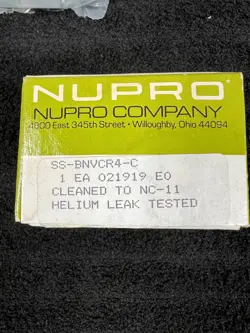 NUPRO
NUPRO COMPANY
4800 East 345th Street • Willoughby, Ohio 44094
SS-BNVCR4-C
1 EA 021919 EO
CLEANED TO NC-11
HELIUM LEAK TESTED